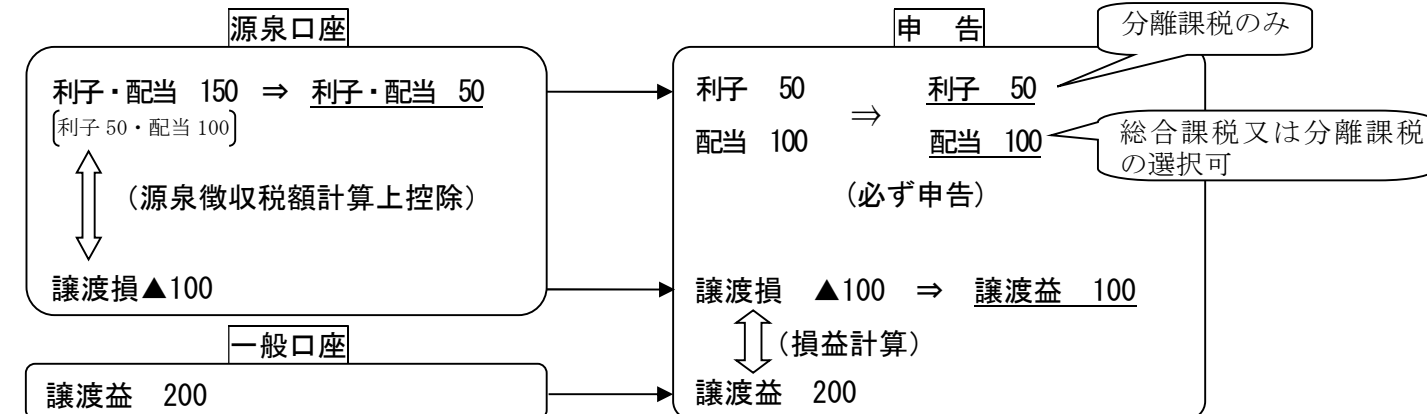 源泉口座
利子・配当 150 ⇒ 利子・配当 50
利子 50・配当 100
(源泉徴収税額計算上控除)
譲渡損▲100
一般口座
譲渡益 200
申 告
分離課税のみ
利子 50
配当 100
⇒
利子 50
配当 100
総合課税又は分離課税
の選択可
(必ず申告)
譲渡損 ▲100 ⇒ 譲渡益 100
(損益計算)
譲渡益 200